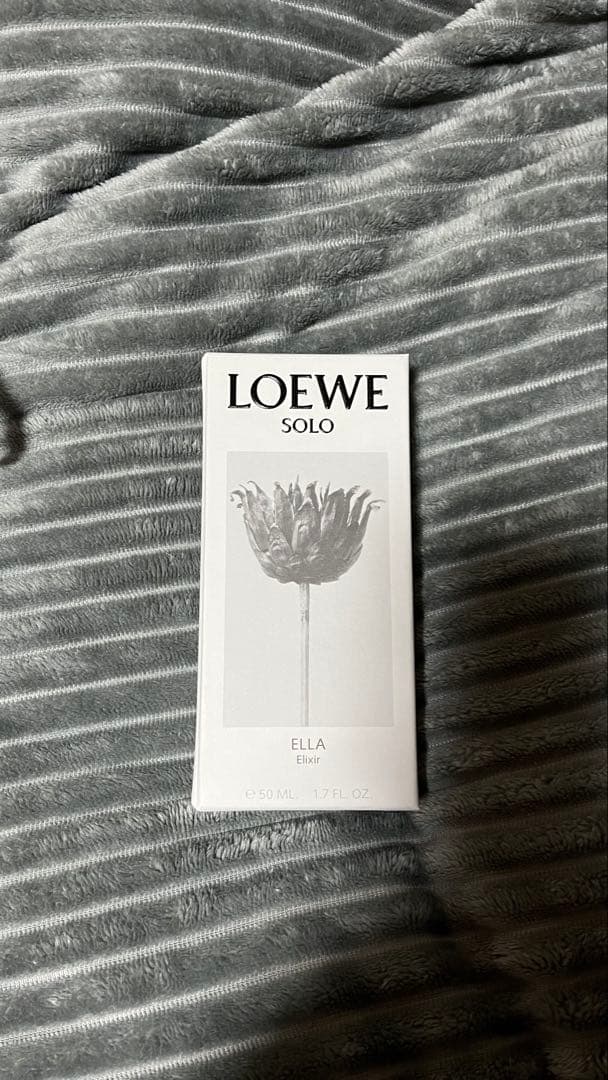 LOEWE
SOLO
ELLA
Elixir
℮ 50 ML. 1.7 FL. OZ.